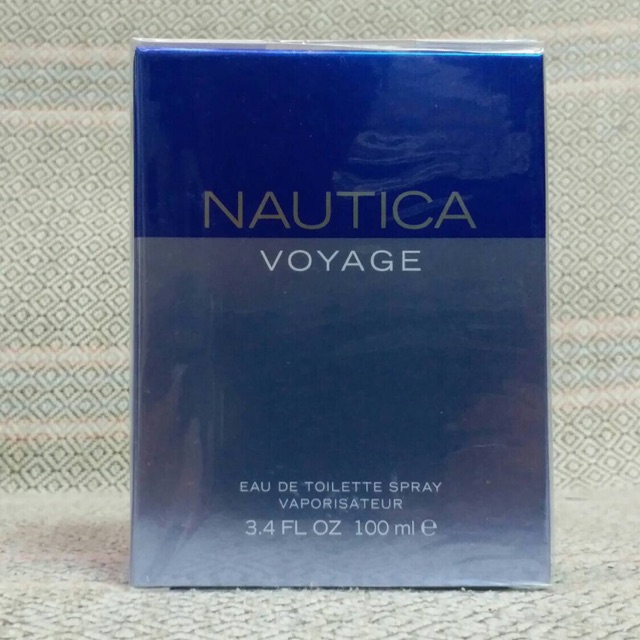 NAUTICA
VOYAGE
EAU DE TOILETTE SPRAY
VAPORISATEUR
3.4 FL OZ 100 ml ℮